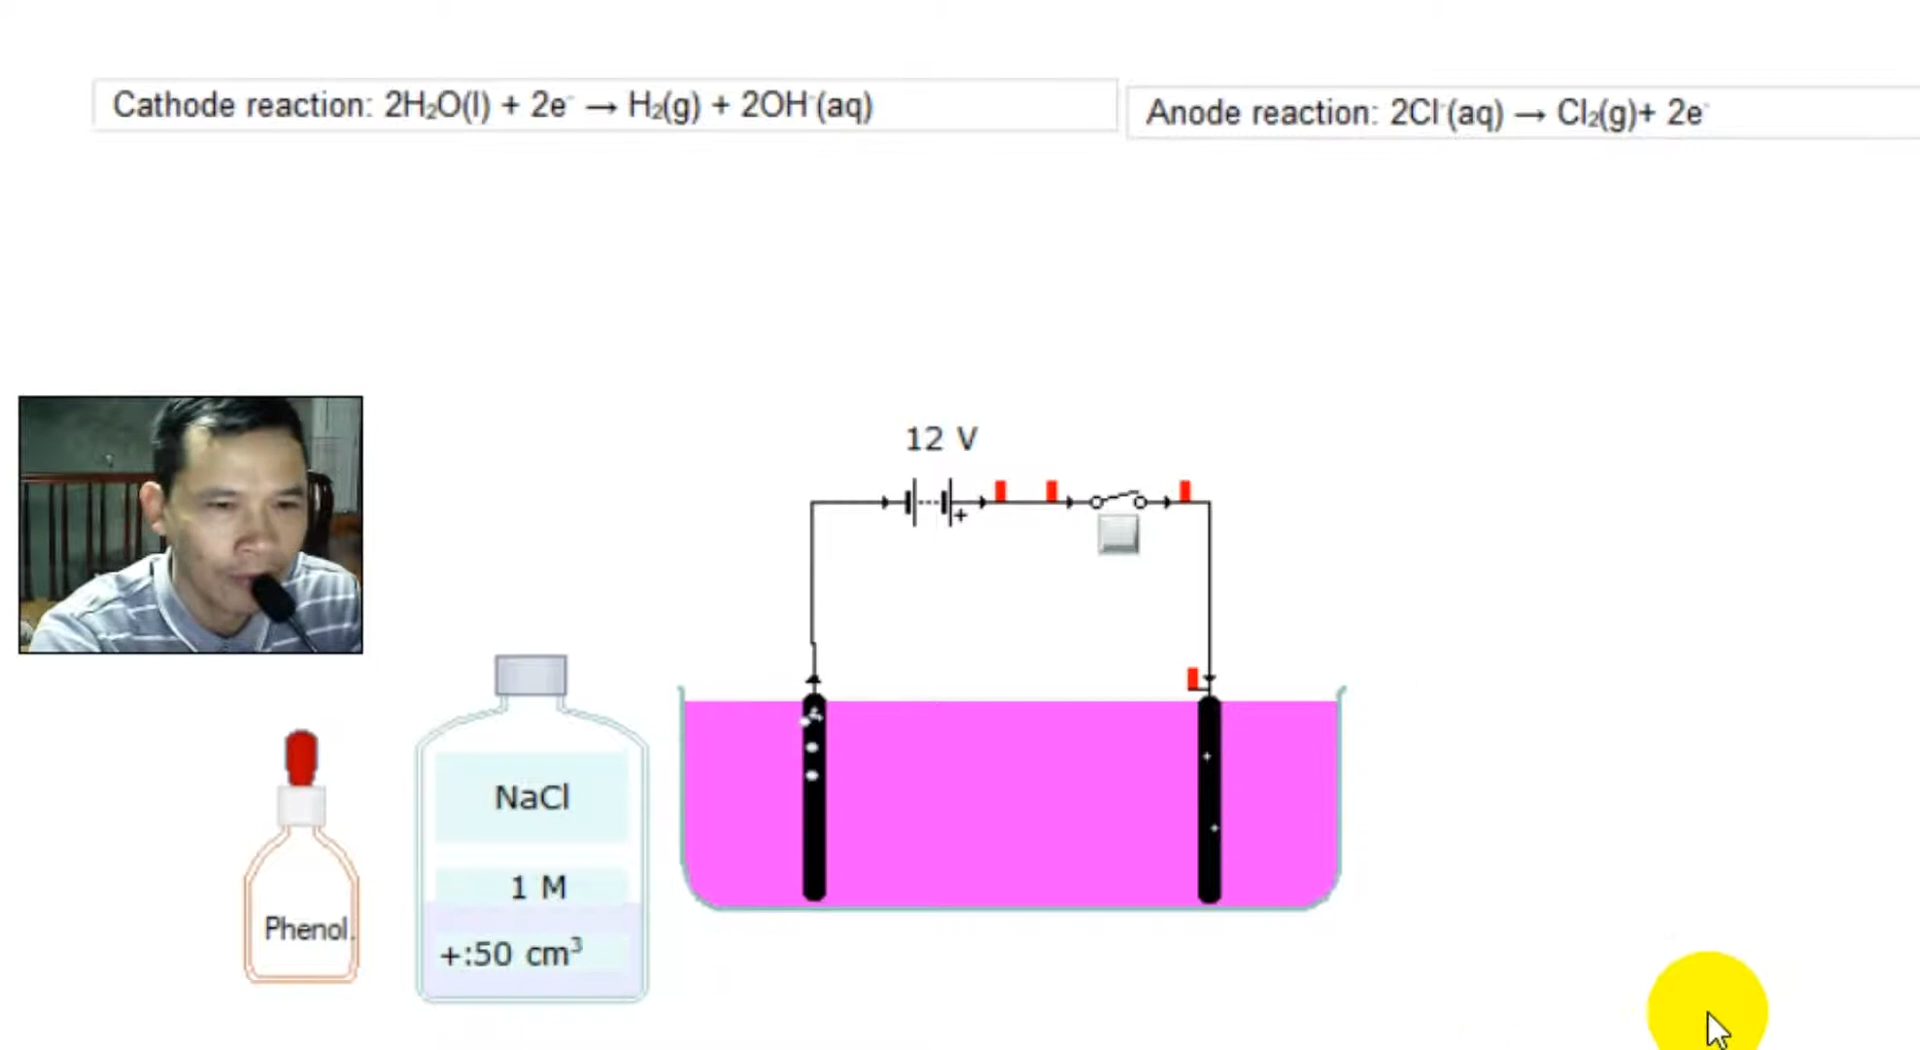 Cathode reaction: 2H₂O(l) + 2e⁻ → H₂(g) + 2OH⁻(aq)
Anode reaction: 2Cl⁻(aq) → Cl₂(g)+ 2e⁻
12 V
+
NaCl
1 M
Phenol.
+:50 cm³